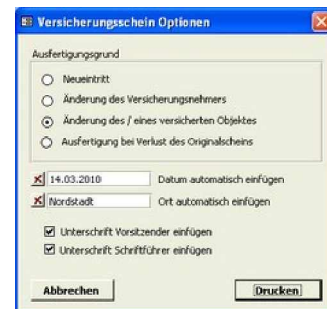 Versicherungsschein Optionen
Ausfertigungsgrund
Neueintritt
Änderung des Versicherungsnehmers
Änderung des / eines versicherten Objektes
Ausfertigung bei Verlust des Originalscheins
14.03.2010 Datum automatisch einfügen
Nordstadt Ort automatisch einfügen
Unterschrift Vorsitzender einfügen
Unterschrift Schriftführer einfügen
Abbrechen Drucken